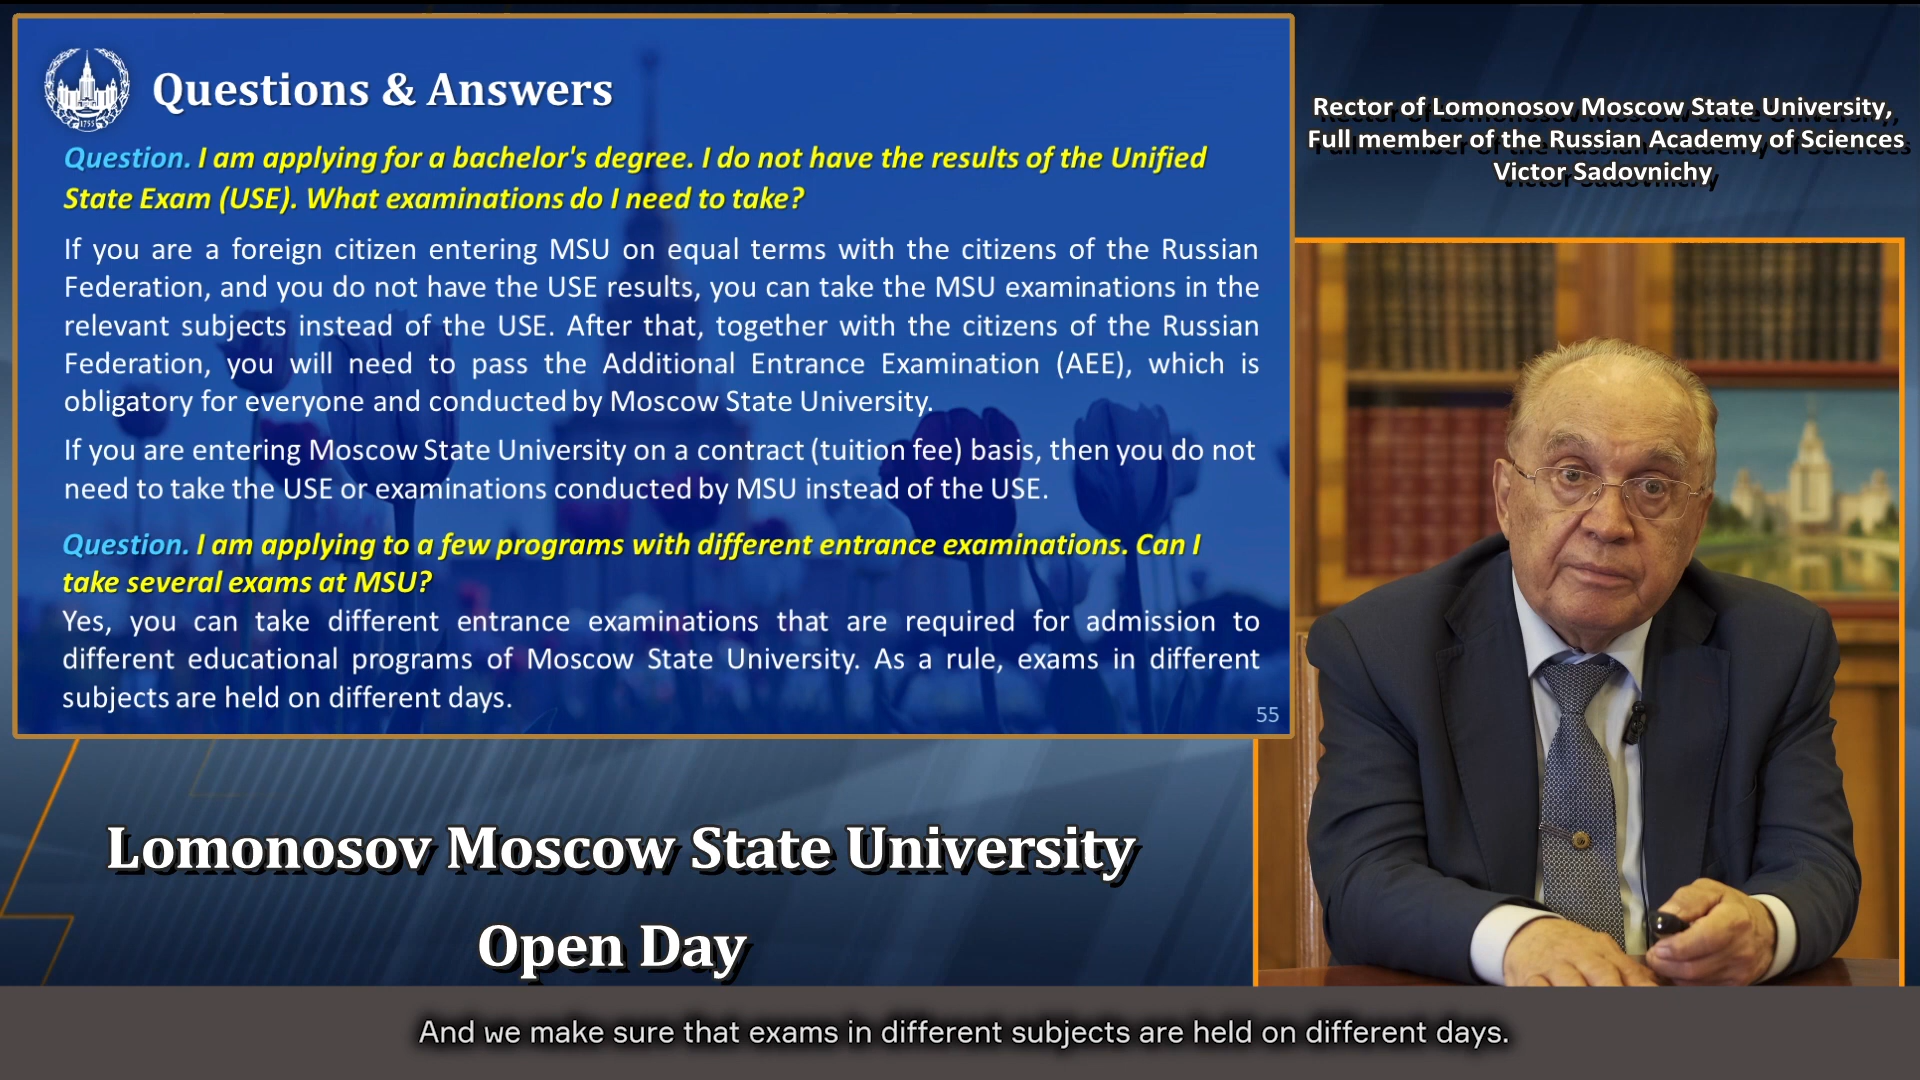 1755
Questions & Answers
Question. I am applying for a bachelor's degree. I do not have the results of the Unified
State Exam (USE). What examinations do I need to take?
If you are a foreign citizen entering MSU on equal terms with the citizens of the Russian
Federation, and you do not have the USE results, you can take the MSU examinations in the
relevant subjects instead of the USE. After that, together with the citizens of the Russian
Federation, you will need to pass the Additional Entrance Examination (AEE), which is
obligatory for everyone and conducted by Moscow State University.
If you are entering Moscow State University on a contract (tuition fee) basis, then you do not
need to take the USE or examinations conducted by MSU instead of the USE.
Question. I am applying to a few programs with different entrance examinations. Can I
take several exams at MSU?
Yes, you can take different entrance examinations that are required for admission to
different educational programs of Moscow State University. As a rule, exams in different
subjects are held on different days.
55
Rector of Lomonosov Moscow State University,
Full member of the Russian Academy of Sciences
Victor Sadovnichy
Lomonosov Moscow State University
Open Day
And we make sure that exams in different subjects are held on different days.